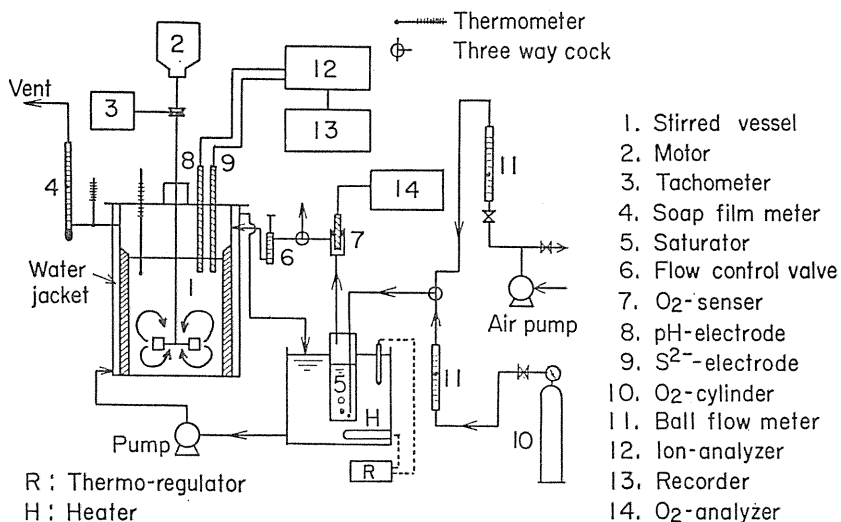 Thermometer
Three way cock
Vent
2
12
3
13
8
9
4
14
11
7
6
Water
jacket
1
Air pump
5
11
H
10
Pump
R
R : Thermo-regulator
H : Heater
1. Stirred vessel
2. Motor
3. Tachometer
4. Soap film meter
5. Saturator
6. Flow control valve
7. O2-senser
8. pH-electrode
9. S²⁻-electrode
10. O2-cylinder
11. Ball flow meter
12. Ion-analyzer
13. Recorder
14. O2-analyzer